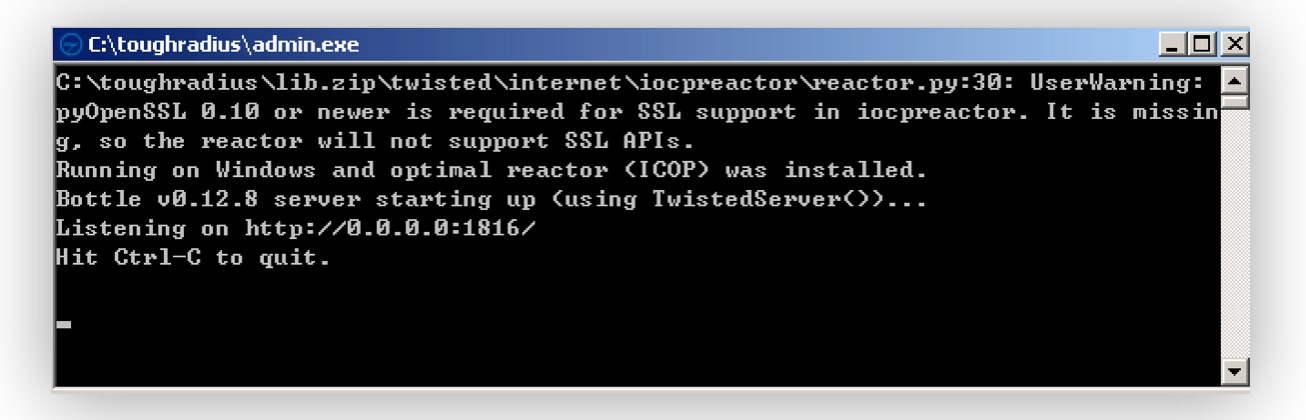 C:\toughradius\admin.exe
C:\toughradius\lib.zip\twisted\internet\iocpreactor\reactor.py:30: UserWarning:
pyOpenSSL 0.10 or newer is required for SSL support in iocpreactor. It is missin
g, so the reactor will not support SSL APIs.
Running on Windows and optimal reactor (ICOP) was installed.
Bottle v0.12.8 server starting up (using TwistedServer())...
Listening on http://0.0.0.0:1816/
Hit Ctrl-C to quit.